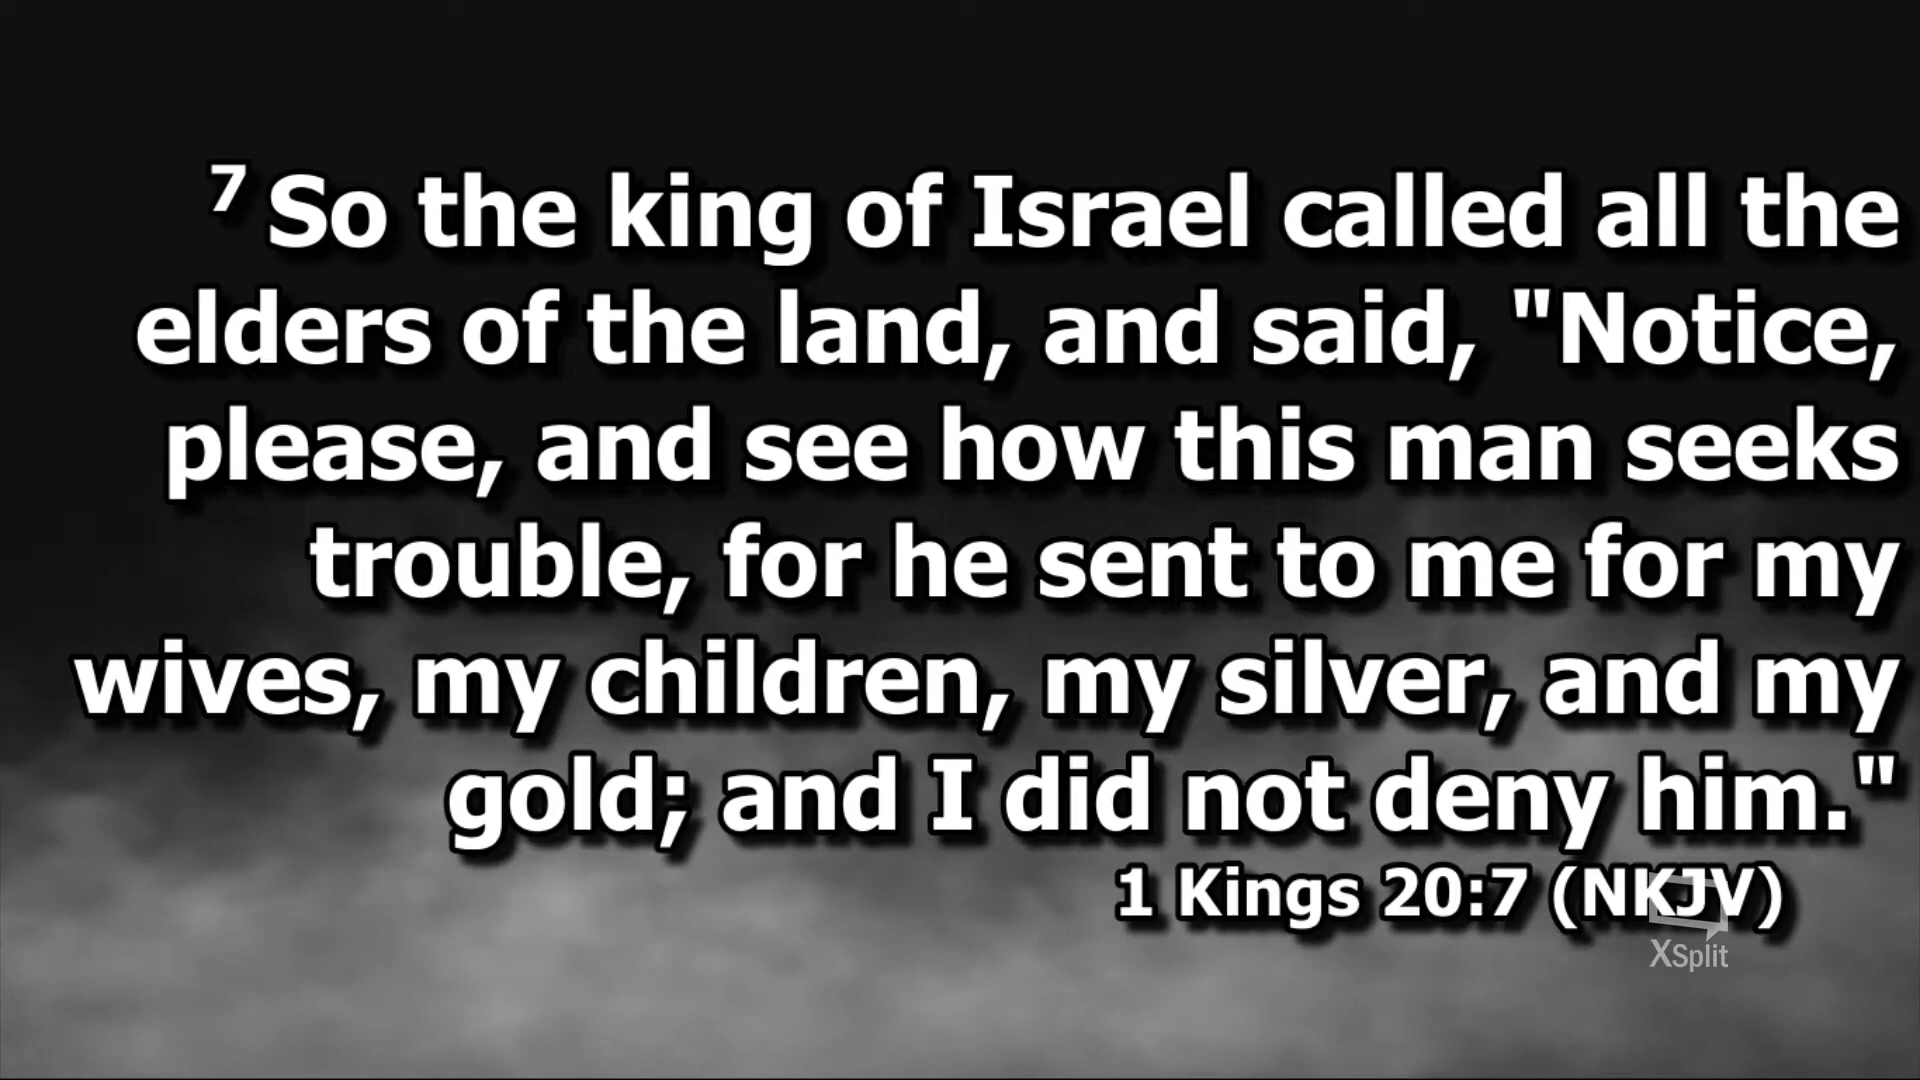 7 So the king of Israel called all the
elders of the land, and said, "Notice,
please, and see how this man seeks
trouble, for he sent to me for my
wives, my children, my silver, and my
gold; and I did not deny him."
1 Kings 20:7 (NKJV)
XSplit